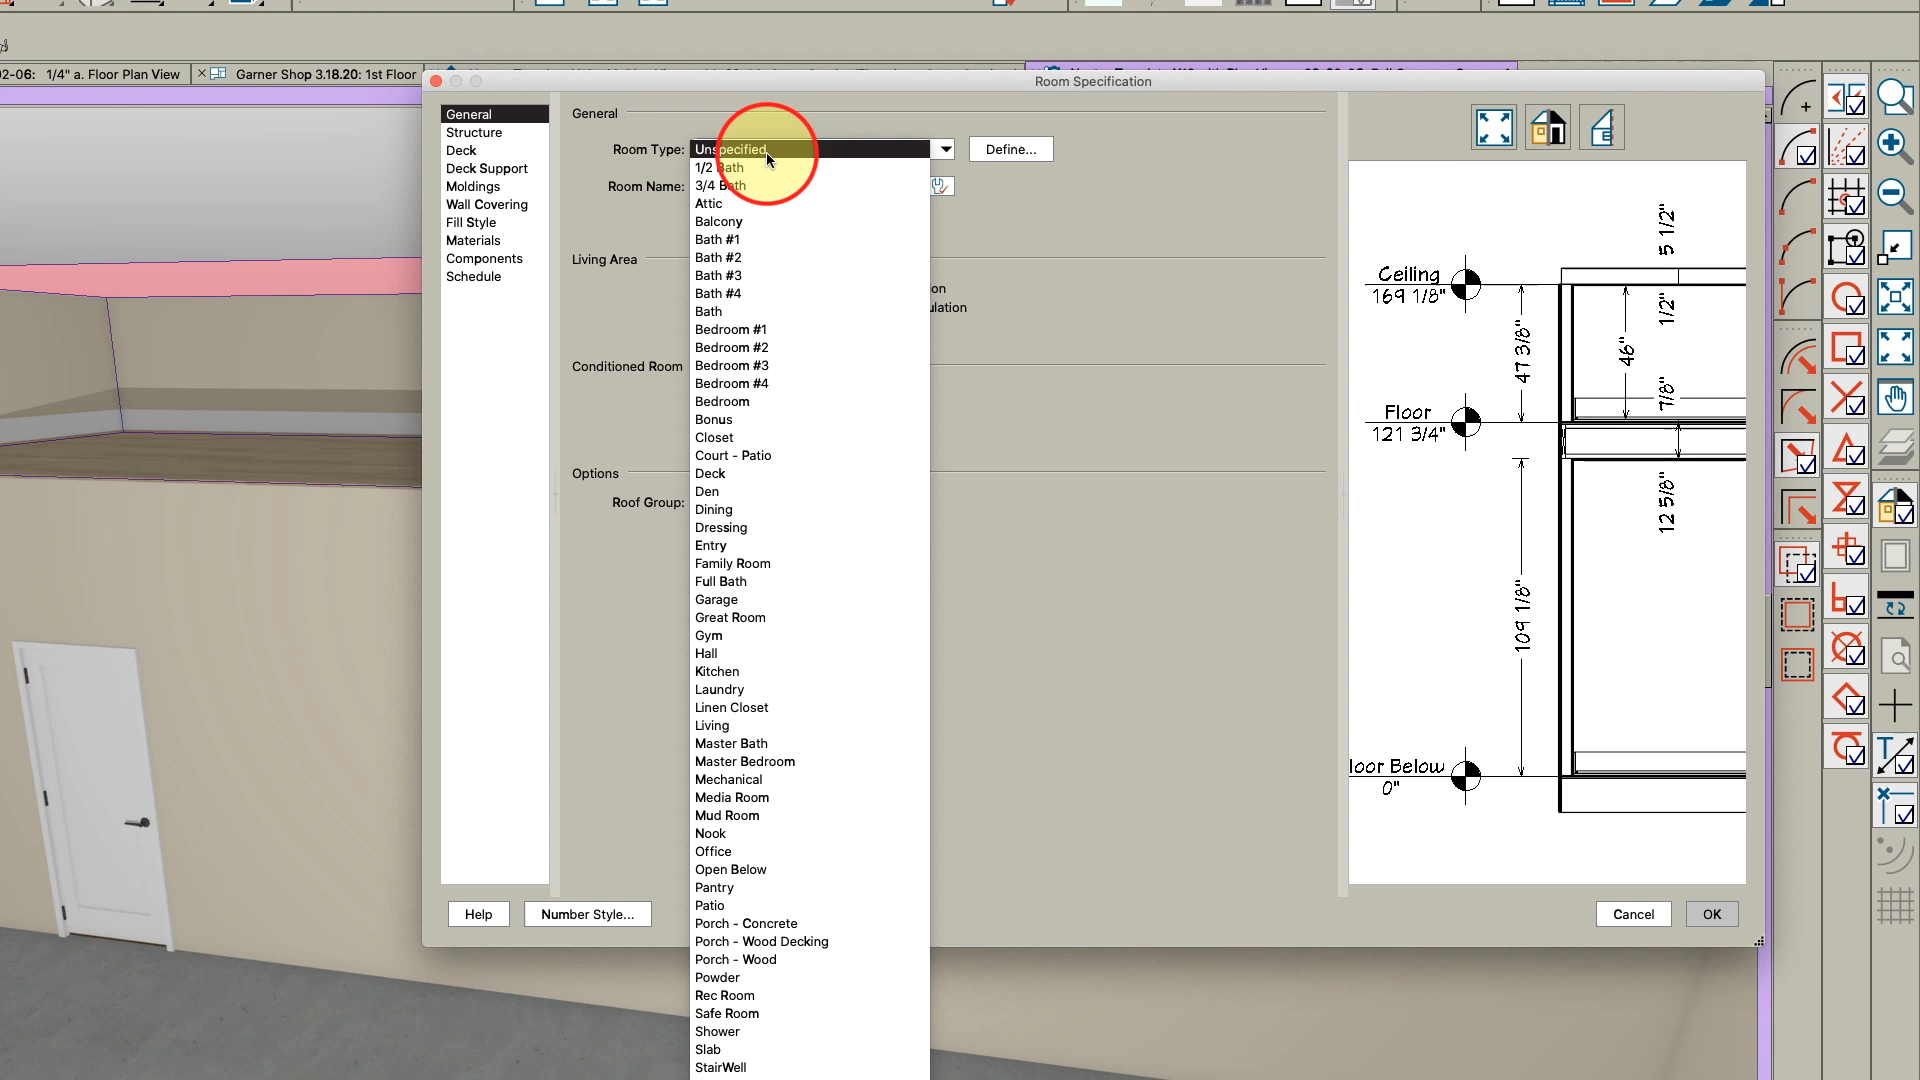 02-06: 1/4" a. Floor Plan View
Garner Shop 3.18.20: 1st Floor
Room Specification
General
Structure
Deck
Deck Support
Moldings
Wall Covering
Fill Style
Materials
Components
Schedule
General
Room Type:
Unspecified
Define...
Room Name:
Living Area
on
ulation
Conditioned Room
Options
Roof Group:
1/2 Bath
3/4 Bath
Attic
Balcony
Bath #1
Bath #2
Bath #3
Bath #4
Bath
Bedroom #1
Bedroom #2
Bedroom #3
Bedroom #4
Bedroom
Bonus
Closet
Court - Patio
Deck
Den
Dining
Dressing
Entry
Family Room
Full Bath
Garage
Great Room
Gym
Hall
Kitchen
Laundry
Linen Closet
Living
Master Bath
Master Bedroom
Mechanical
Media Room
Mud Room
Nook
Office
Open Below
Pantry
Patio
Porch - Concrete
Porch - Wood Decking
Porch - Wood
Powder
Rec Room
Safe Room
Shower
Slab
StairWell
Ceiling
169 1/8"
Floor
121 3/4"
loor Below
0"
47 3/8"
109 1/8"
46"
5 1/2"
1/2"
7/8"
12 5/8"
Help
Number Style...
Cancel
OK